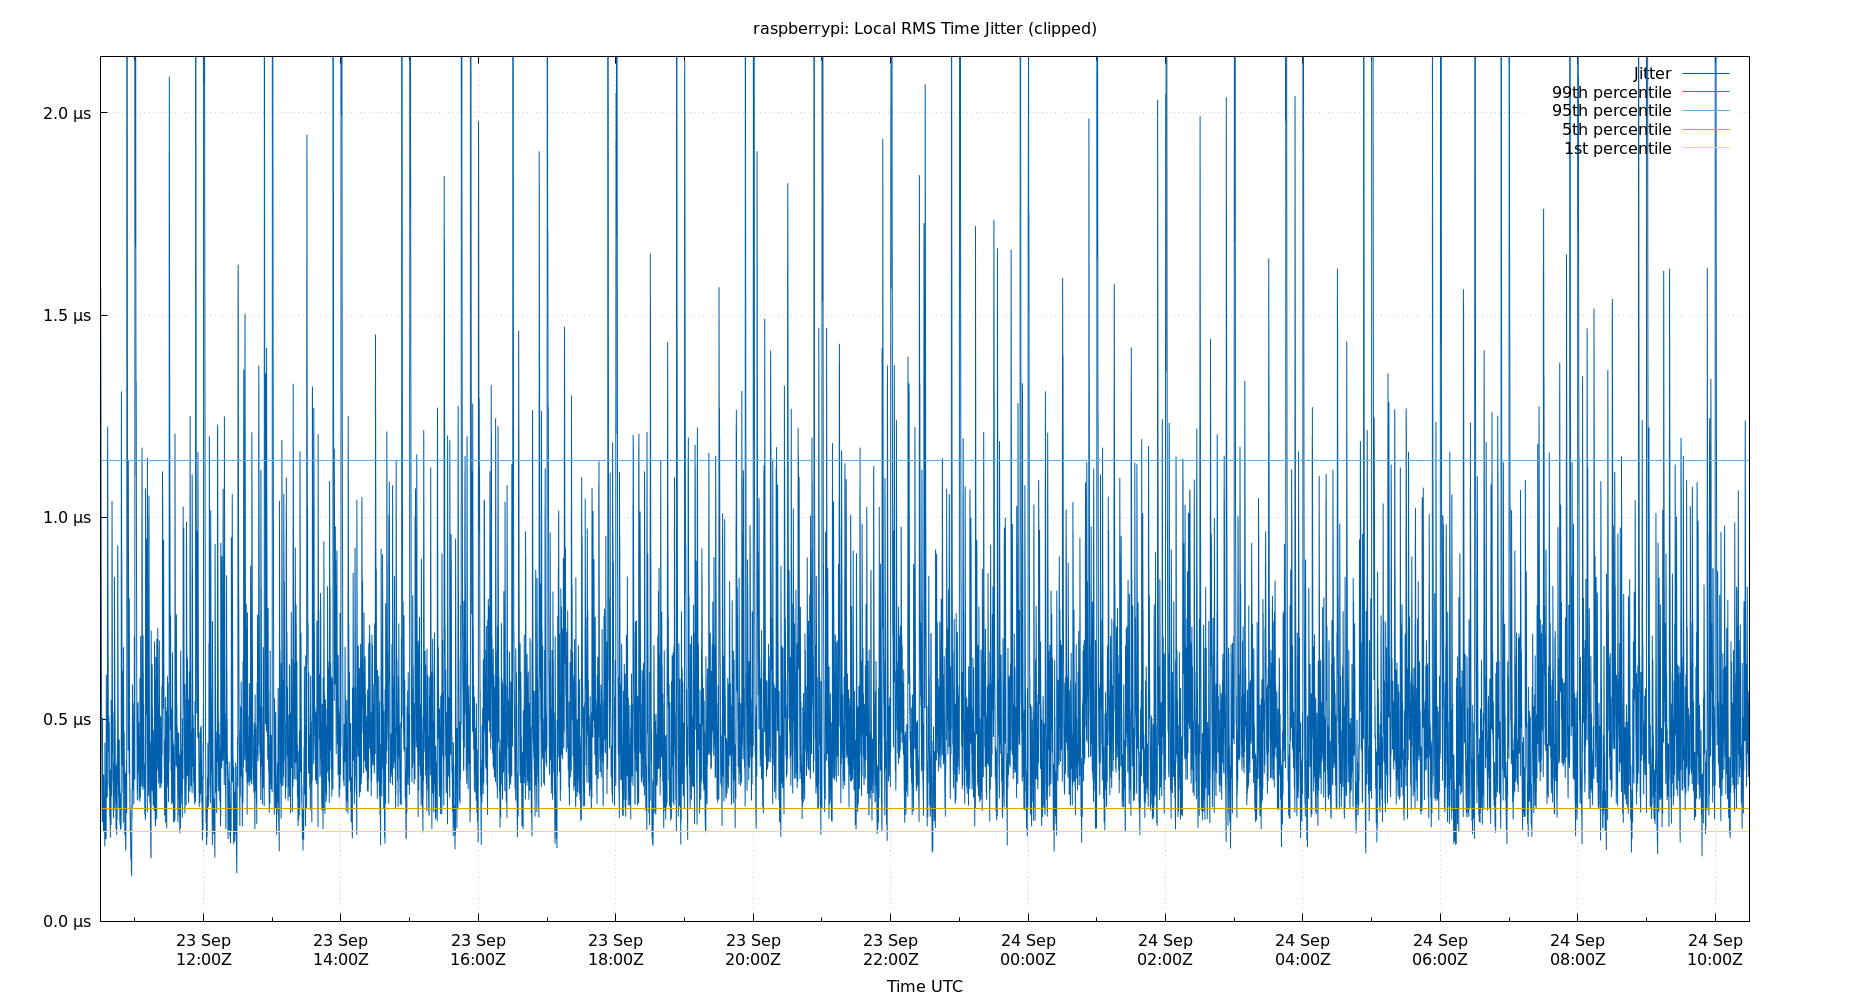 raspberrypi: Local RMS Time Jitter (clipped)
Jitter
99th percentile
95th percentile
5th percentile
1st percentile
2.0 µs
1.5 µs
1.0 µs
0.5 µs
0.0 µs
23 Sep 23 Sep 23 Sep 23 Sep 23 Sep 23 Sep 24 Sep 24 Sep 24 Sep 24 Sep 24 Sep 24 Sep
12:00Z 14:00Z 16:00Z 18:00Z 20:00Z 22:00Z 00:00Z 02:00Z 04:00Z 06:00Z 08:00Z 10:00Z
Time UTC